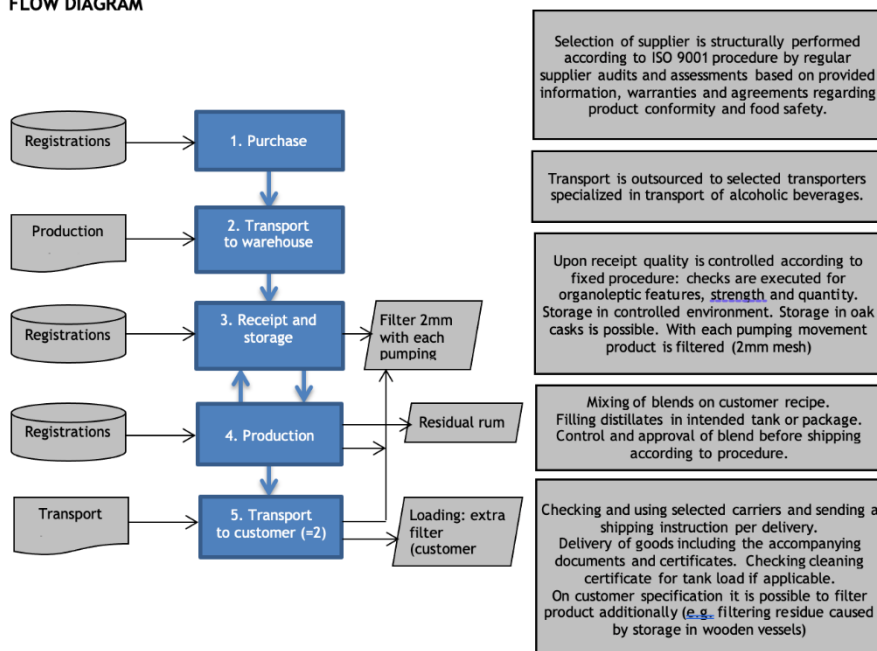 FLOW DIAGRAM
Registrations
1. Purchase
Production
2. Transport
to warehouse
Registrations
3. Receipt and
storage
Filter 2mm
with each
pumping
Registrations
4. Production
Residual rum
Transport
5. Transport
to customer (=2)
Loading: extra
filter
(customer
Selection of supplier is structurally performed
according to ISO 9001 procedure by regular
supplier audits and assessments based on provided
information, warranties and agreements regarding
product conformity and food safety.
Transport is outsourced to selected transporters
specialized in transport of alcoholic beverages.
Upon receipt quality is controlled according to
fixed procedure: checks are executed for
organoleptic features, strength and quantity.
Storage in controlled environment. Storage in oak
casks is possible. With each pumping movement
product is filtered (2mm mesh)
Mixing of blends on customer recipe.
Filling distillates in intended tank or package.
Control and approval of blend before shipping
according to procedure.
Checking and using selected carriers and sending a
shipping instruction per delivery.
Delivery of goods including the accompanying
documents and certificates. Checking cleaning
certificate for tank load if applicable.
On customer specification it is possible to filter
product additionally (e.g. filtering residue caused
by storage in wooden vessels)